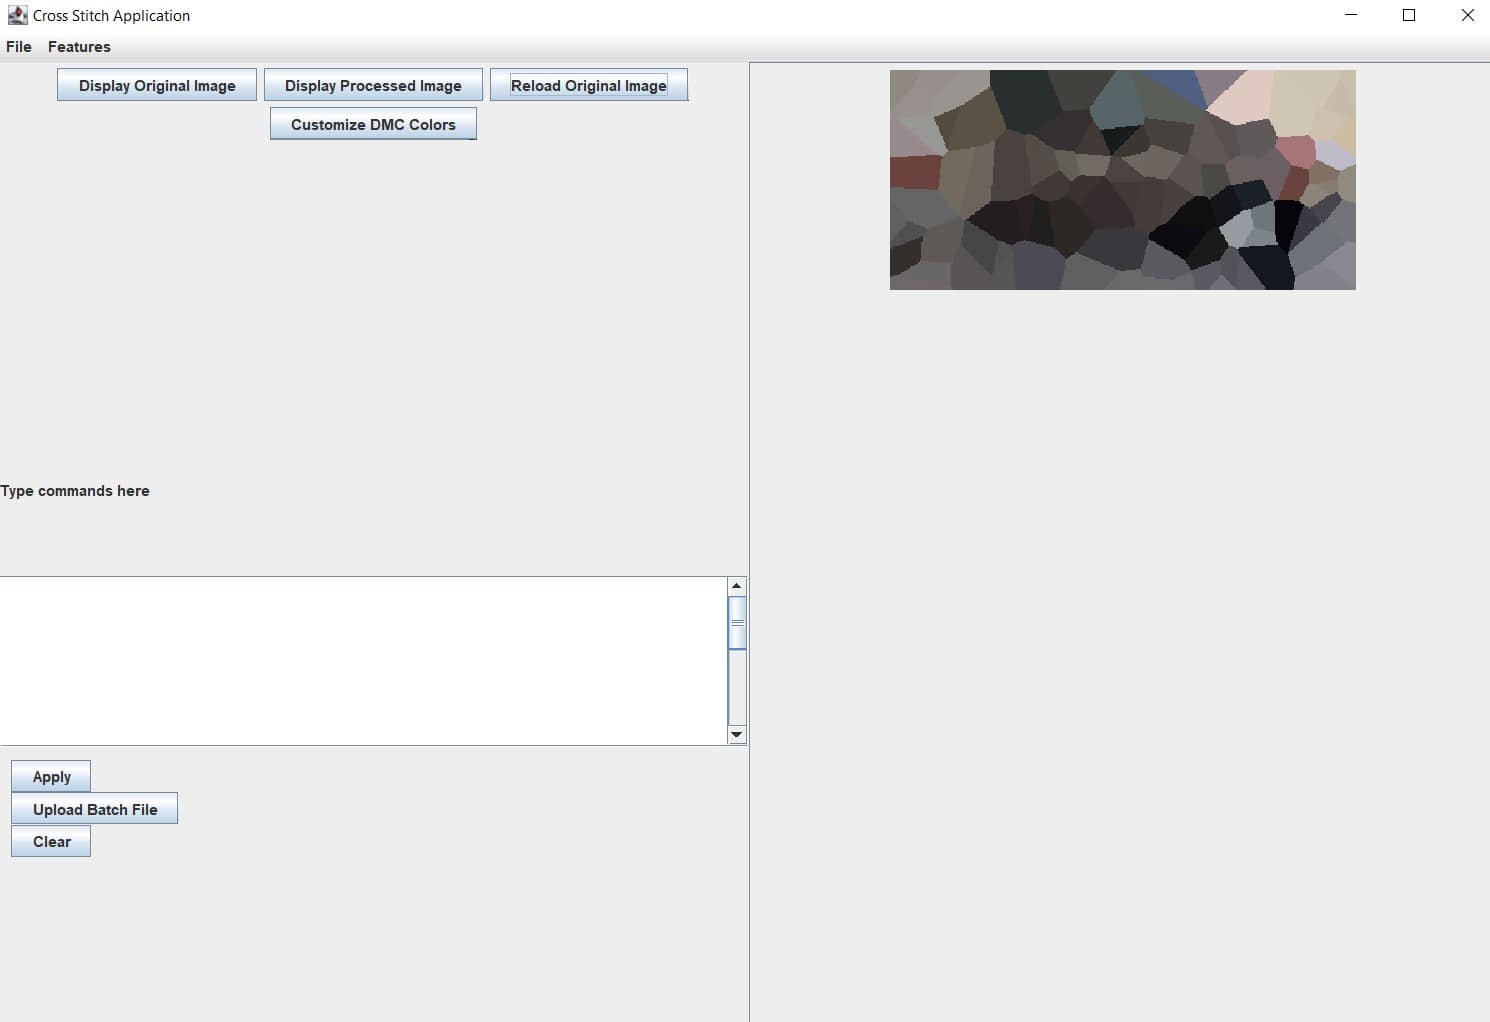 Cross Stitch Application
File Features
Display Original Image Display Processed Image Reload Original Image
Customize DMC Colors
Type commands here
Apply
Upload Batch File
Clear